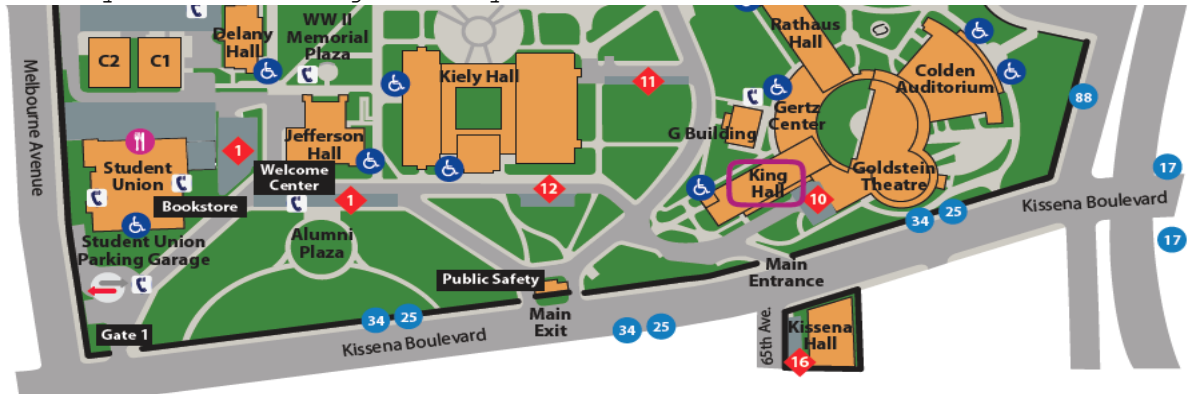 Delany
Hall
WW II
Memorial
Plaza
C2
C1
Kiely Hall
11
Rathaus
Hall
Colden
Auditorium
88
Melbourne Avenue
Gertz
Center
G Building
Jefferson
Hall
1
Student
Union
Welcome
Center
12
King
Hall
10
Goldstein
Theatre
17
Bookstore
1
34
25
Kissena Boulevard
17
Student Union
Parking Garage
Alumni
Plaza
Public Safety
Main
Entrance
Gate 1
34
25
Kissena Boulevard
Main
Exit
34
25
65th Ave.
Kissena
Hall
16